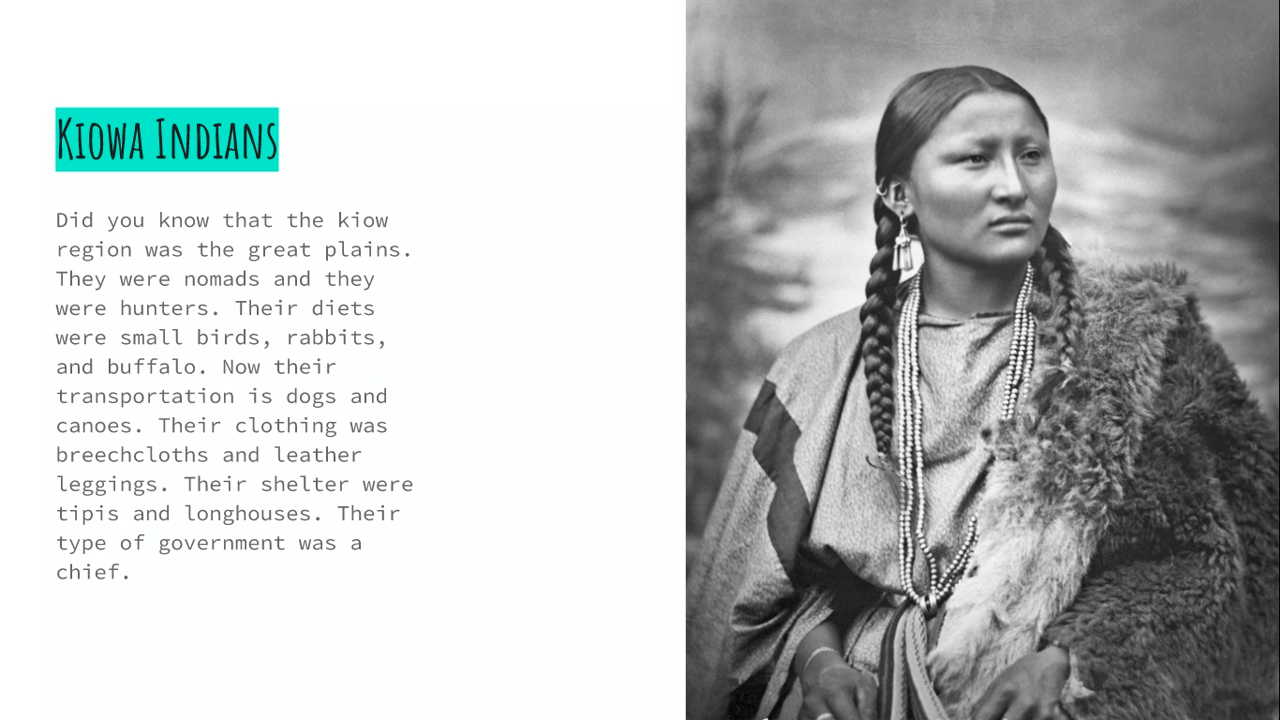 Kiowa Indians
Did you know that the kiow
region was the great plains.
They were nomads and they
were hunters. Their diets
were small birds, rabbits,
and buffalo. Now their
transportation is dogs and
canoes. Their clothing was
breechcloths and leather
leggings. Their shelter were
tipis and longhouses. Their
type of government was a
chief.